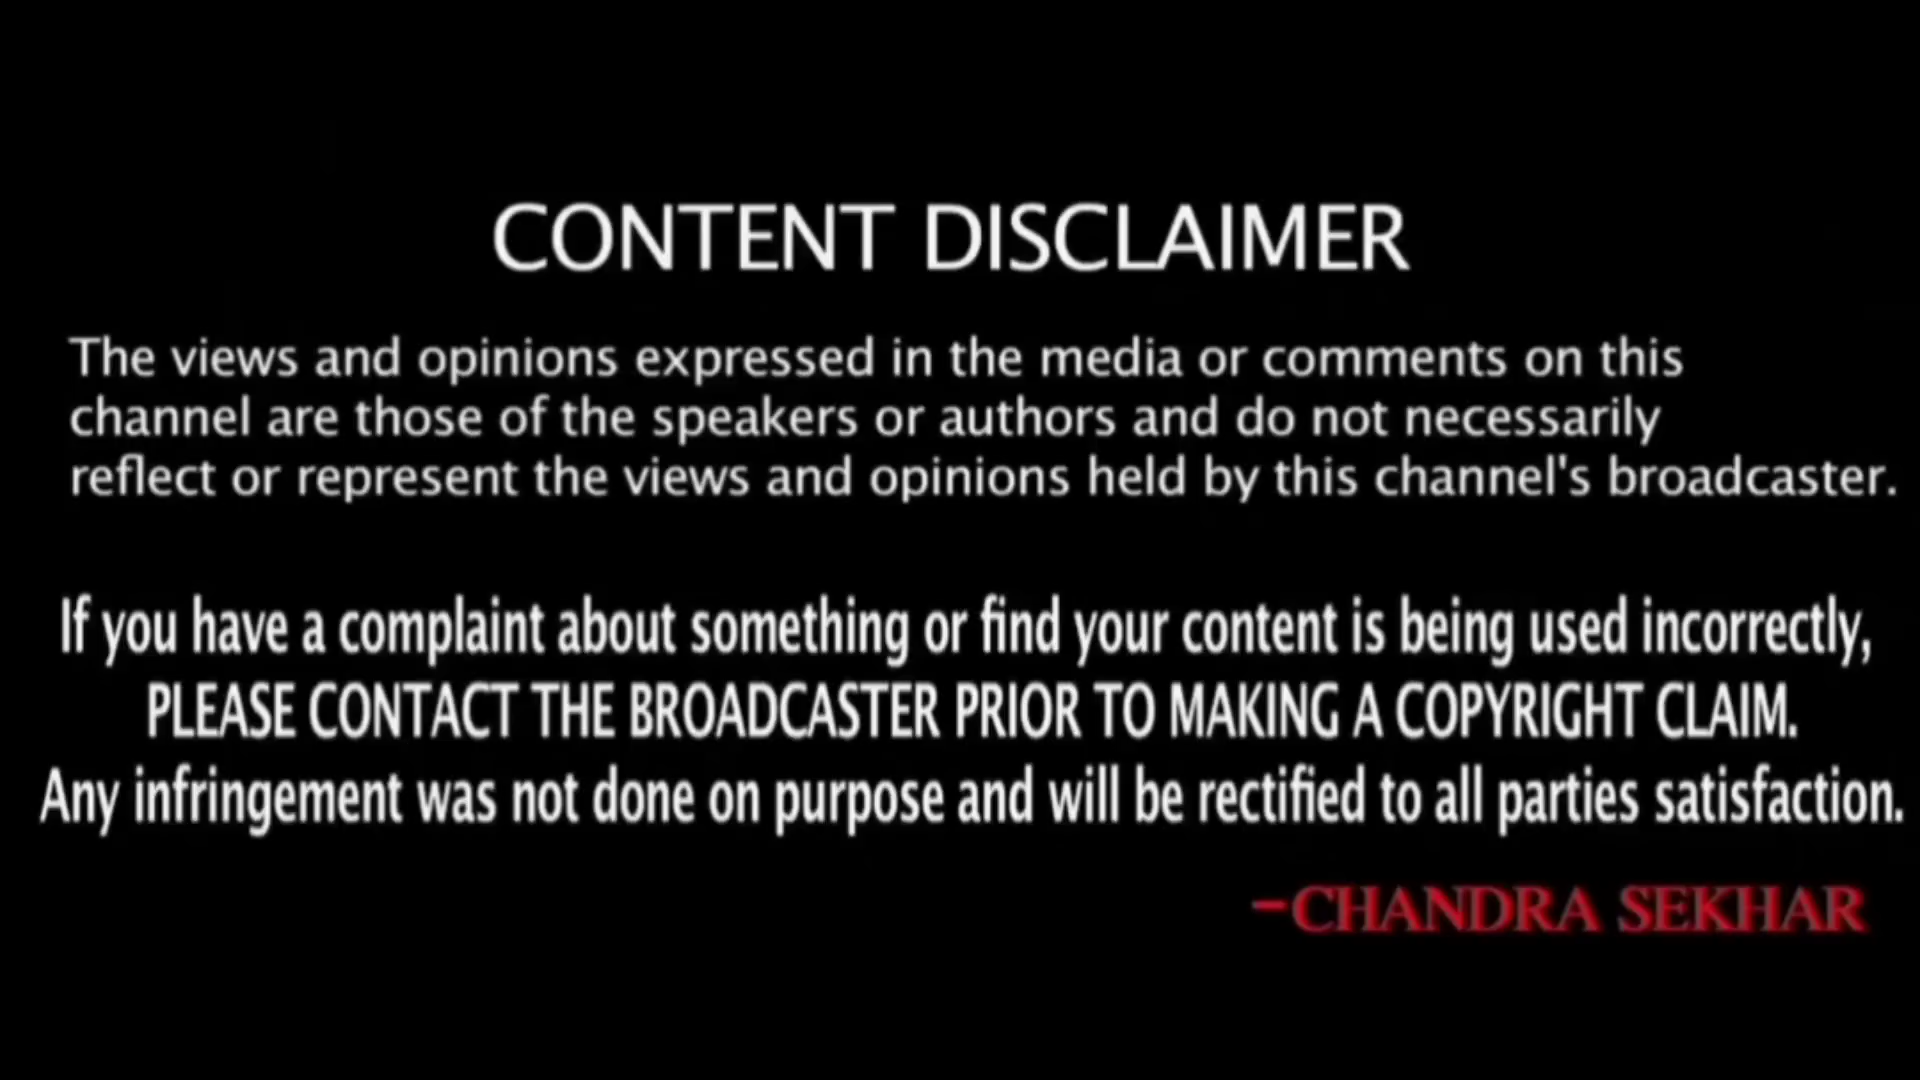 CONTENT DISCLAIMER
The views and opinions expressed in the media or comments on this
channel are those of the speakers or authors and do not necessarily
reflect or represent the views and opinions held by this channel's broadcaster.
If you have a complaint about something or find your content is being used incorrectly,
PLEASE CONTACT THE BROADCASTER PRIOR TO MAKING A COPYRIGHT CLAIM.
Any infringement was not done on purpose and will be rectified to all parties satisfaction.
-CHANDRA SEKHAR